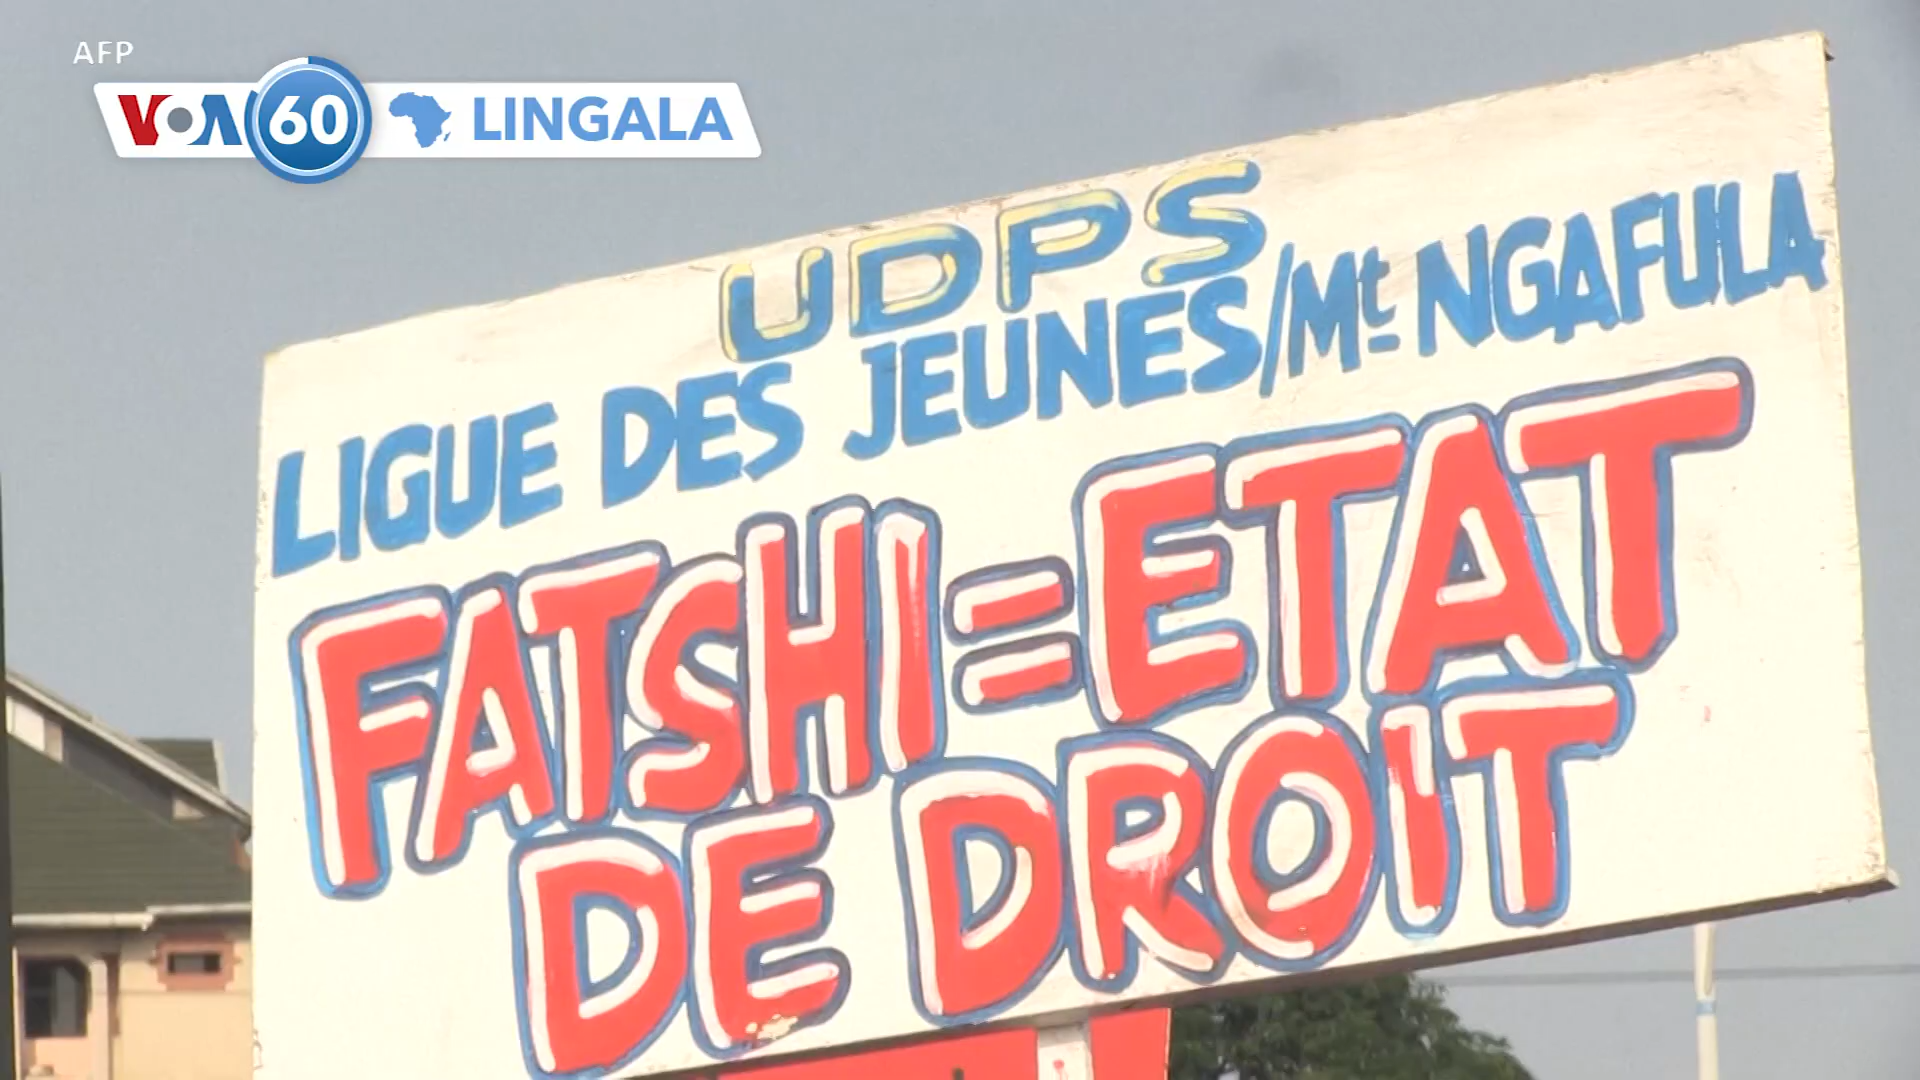 AFP
VOA 60 LINGALA
UDPS
LIGUE DES JEUNES/Mt NGAFULA
FATSHI=ETAT
DE DROIT